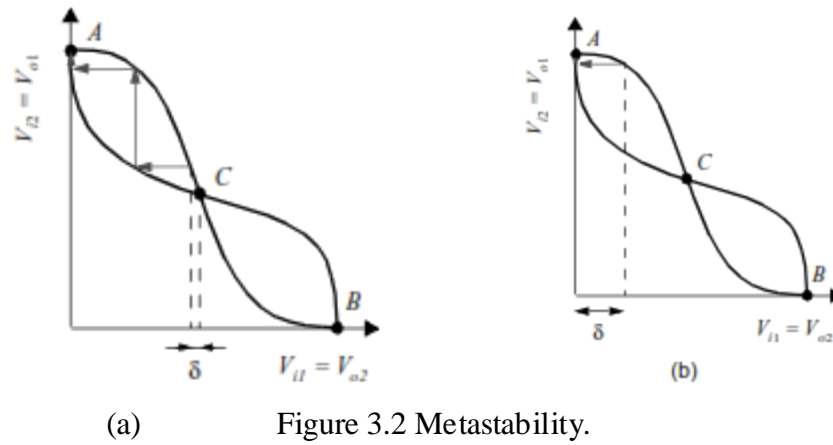 A
V_i2 = V_o1
C
B
δ
V_i1 = V_o2
A
V_i2 = V_o1
C
B
δ
V_i1 = V_o2
(b)
(a) Figure 3.2 Metastability.